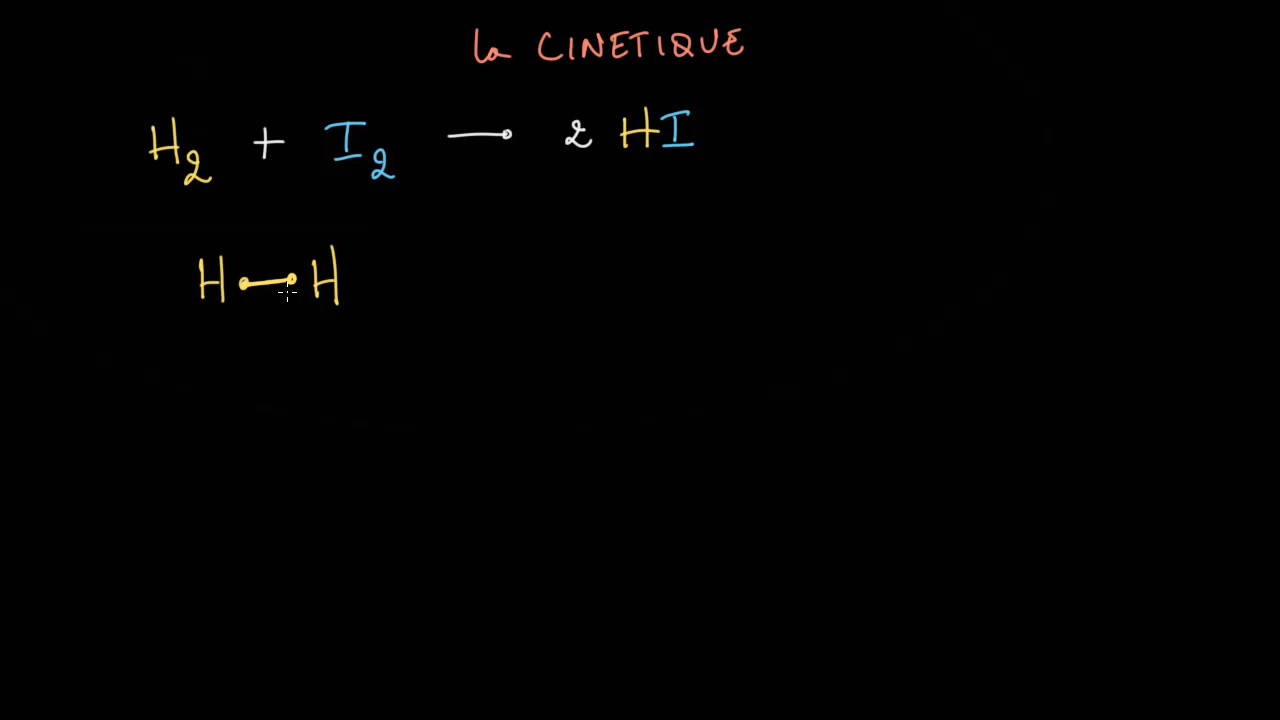 la CINETIQUE
H₂ + I₂ → 2 HI
H—H